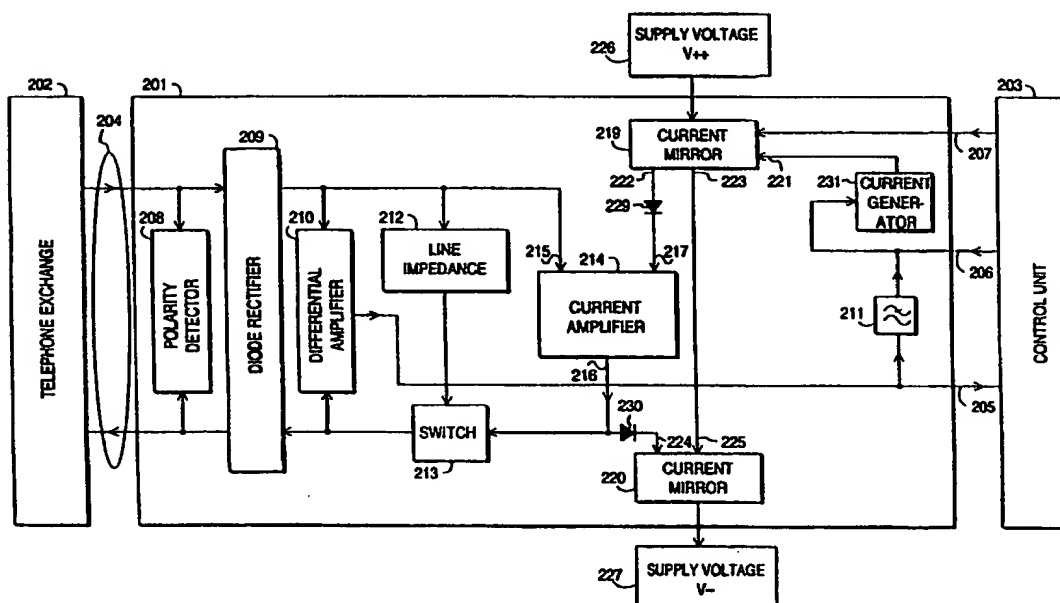 SUPPLY VOLTAGE
V++
226
202
201
203
204
209
219
CURRENT
MIRROR
207
222
223
221
231
CURRENT
GENER-
ATOR
229
208
210
212
LINE
IMPEDANCE
215
214
217
206
TELEPHONE EXCHANGE
POLARITY
DETECTOR
DIODE RECTIFIER
DIFFERENTIAL
AMPLIFIER
CURRENT
AMPLIFIER
211
CONTROL UNIT
216
205
230
SWITCH
213
224
225
220
CURRENT
MIRROR
227
SUPPLY VOLTAGE
V-